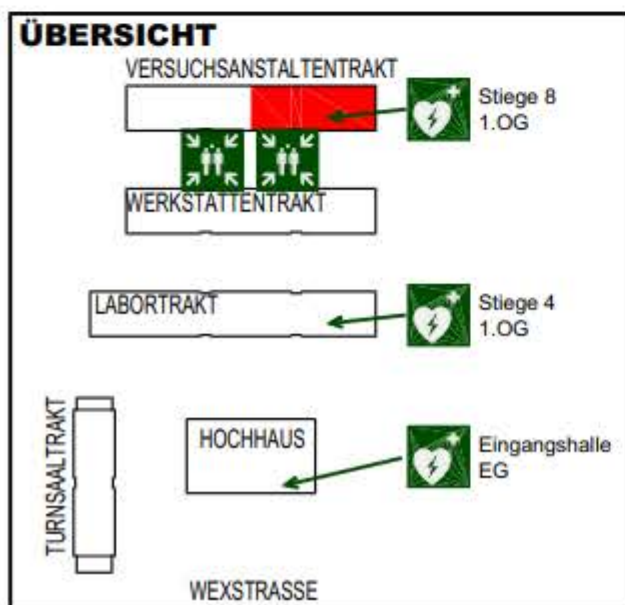 ÜBERSICHT
VERSUCHSANSTALTENTRAKT
Stiege 8
1.OG
WERKSTÄTTENTRAKT
LABORTRAKT
Stiege 4
1.OG
TURNSAALTRAKT
HOCHHAUS
Eingangshalle
EG
WEXSTRASSE